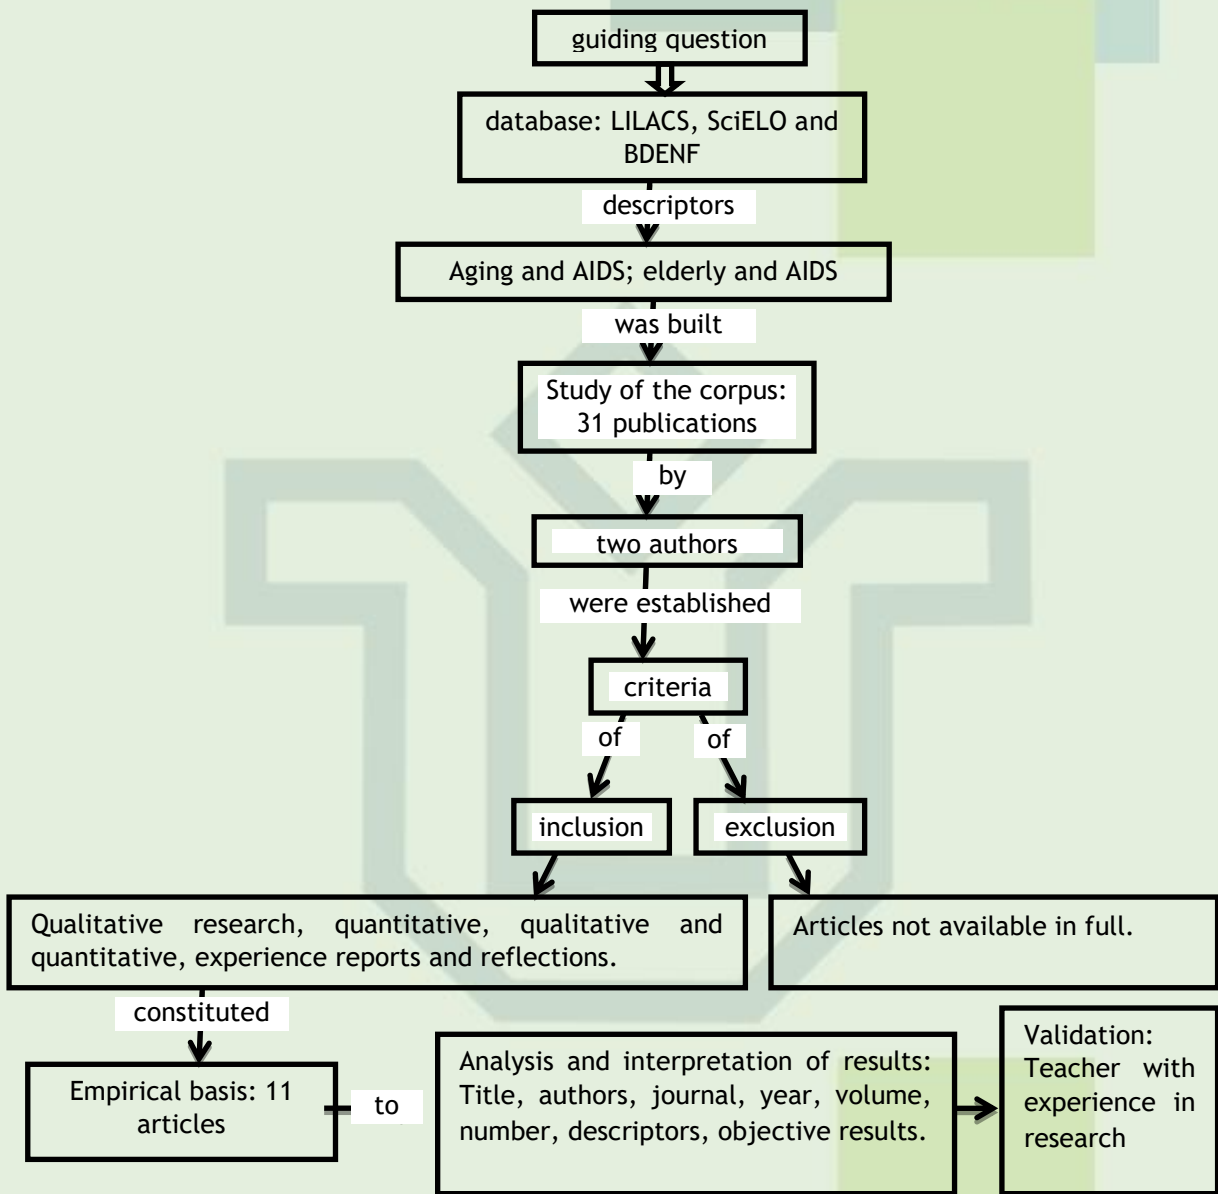 guiding question
database: LILACS, SciELO and
BDENF
descriptors
Aging and AIDS; elderly and AIDS
was built
Study of the corpus:
31 publications
by
two authors
were established
criteria
of
of
inclusion
exclusion
Qualitative research, quantitative, qualitative and
quantitative, experience reports and reflections.
Articles not available in full.
constituted
Empirical basis: 11
articles
to
Analysis and interpretation of results:
Title, authors, journal, year, volume,
number, descriptors, objective results.
Validation:
Teacher with
experience in
research